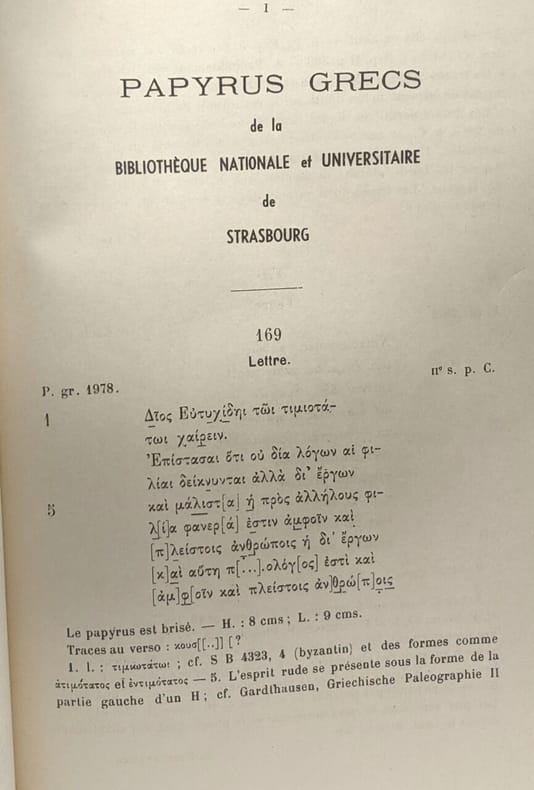 — I —
PAPYRUS GRECS
de la
BIBLIOTHÈQUE NATIONALE et UNIVERSITAIRE
de
STRASBOURG
169
Lettre.
P. gr. 1978. IIᵉ s. p. C.
1 Δ̣ῖος Εὐτυχίδηι τῶι τιμιοτά-
τωι χαίρειν.
Ἐπίστασαι ὅτι οὐ δία λόγων αἱ φι-
λίαι δείκνυνται ἀλλὰ δι' ἔργων
5 καὶ μάλιστ[α] ἡ πρὸς ἀλλήλους φι-
λ[ί]α φανερ[ά] ἐστιν ἀμφοῖν καὶ
[π]λείστοις ἀνθρώποις ἡ δι' ἔργων
[κ]αὶ αὕτη π[...].ολόγ[ος] ἐστὶ καὶ
[ἀμ]φ[οῖν καὶ πλείστοις ἀν]θρώ[π]οις
Le papyrus est brisé. — H. : 8 cms ; L. : 9 cms.
Traces au verso : κουσ[[..]] [?
1. l. : τιμιωτάτωι ; cf. S B 4323, 4 (byzantin) et des formes comme
ἀτιμότατος et ἐντιμότατος — 5. L'esprit rude se présente sous la forme de la
partie gauche d'un H ; cf. Gardthausen, Griechische Paleographie II